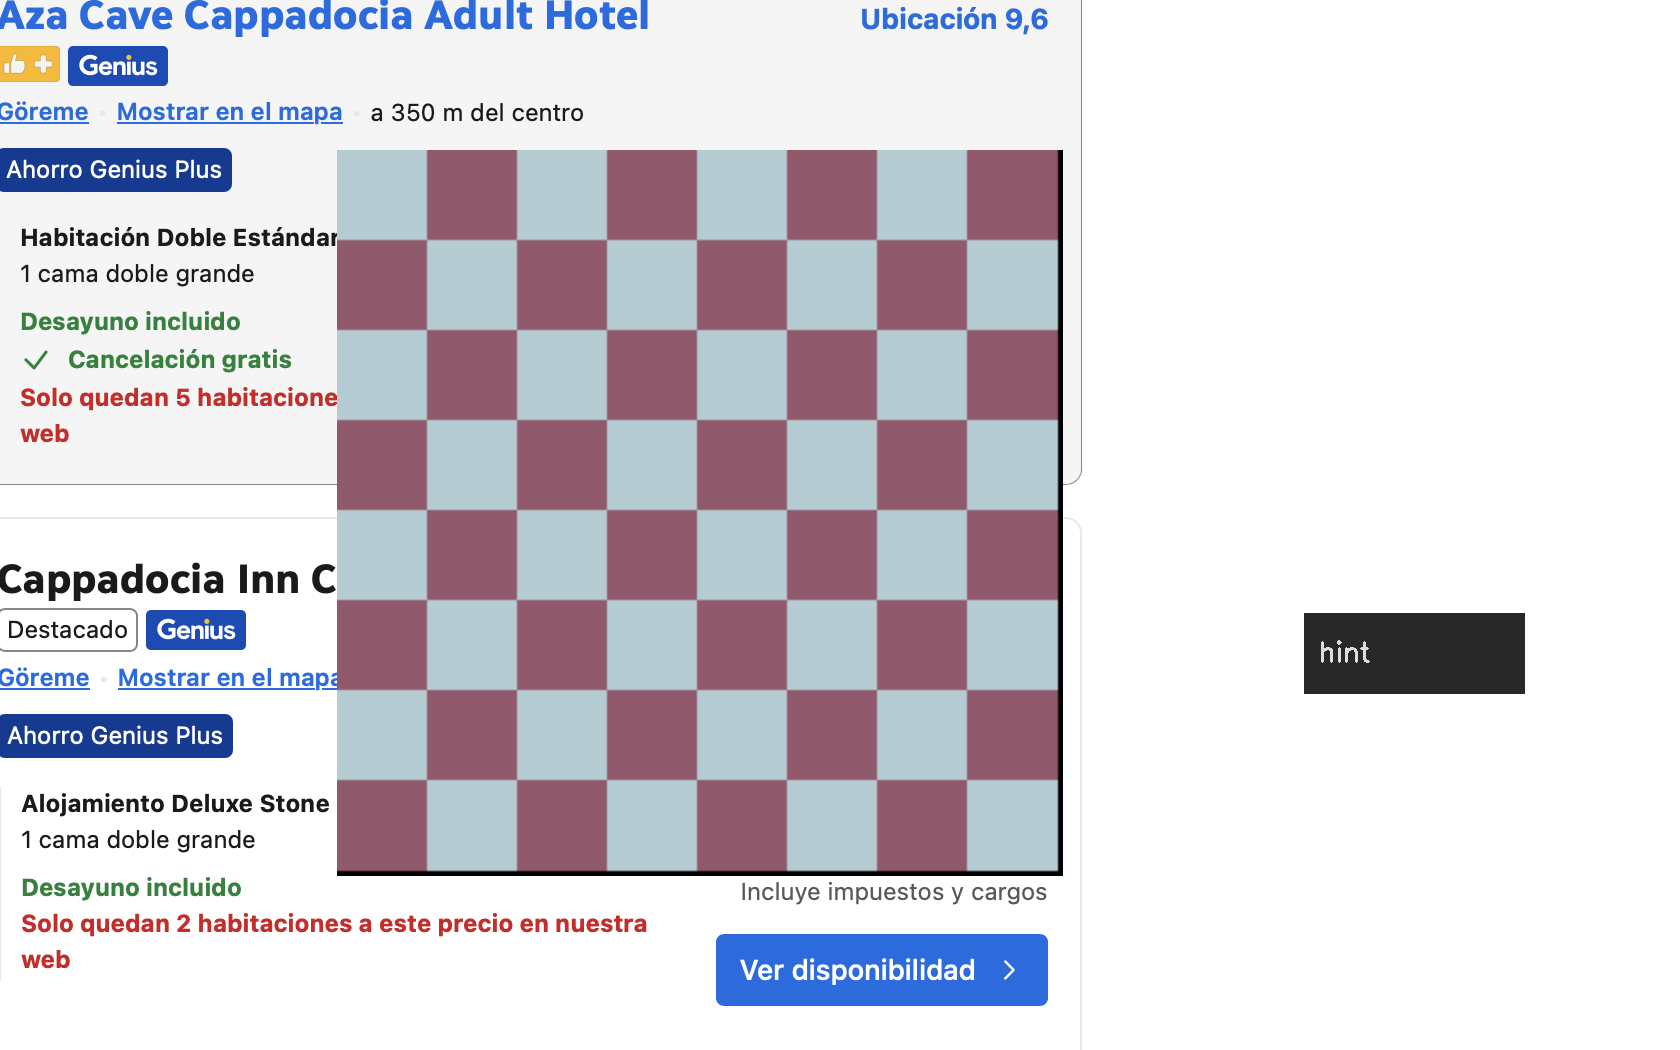 Aza Cave Cappadocia Adult Hotel
Ubicación 9,6
Genius
Göreme · Mostrar en el mapa · a 350 m del centro
Ahorro Genius Plus
Habitación Doble Estándar
1 cama doble grande
Desayuno incluido
Cancelación gratis
Solo quedan 5 habitacione
web
Cappadocia Inn C
Destacado
Genius
Göreme · Mostrar en el mapa
hint
Ahorro Genius Plus
Alojamiento Deluxe Stone
1 cama doble grande
Desayuno incluido
Incluye impuestos y cargos
Solo quedan 2 habitaciones a este precio en nuestra
web
Ver disponibilidad